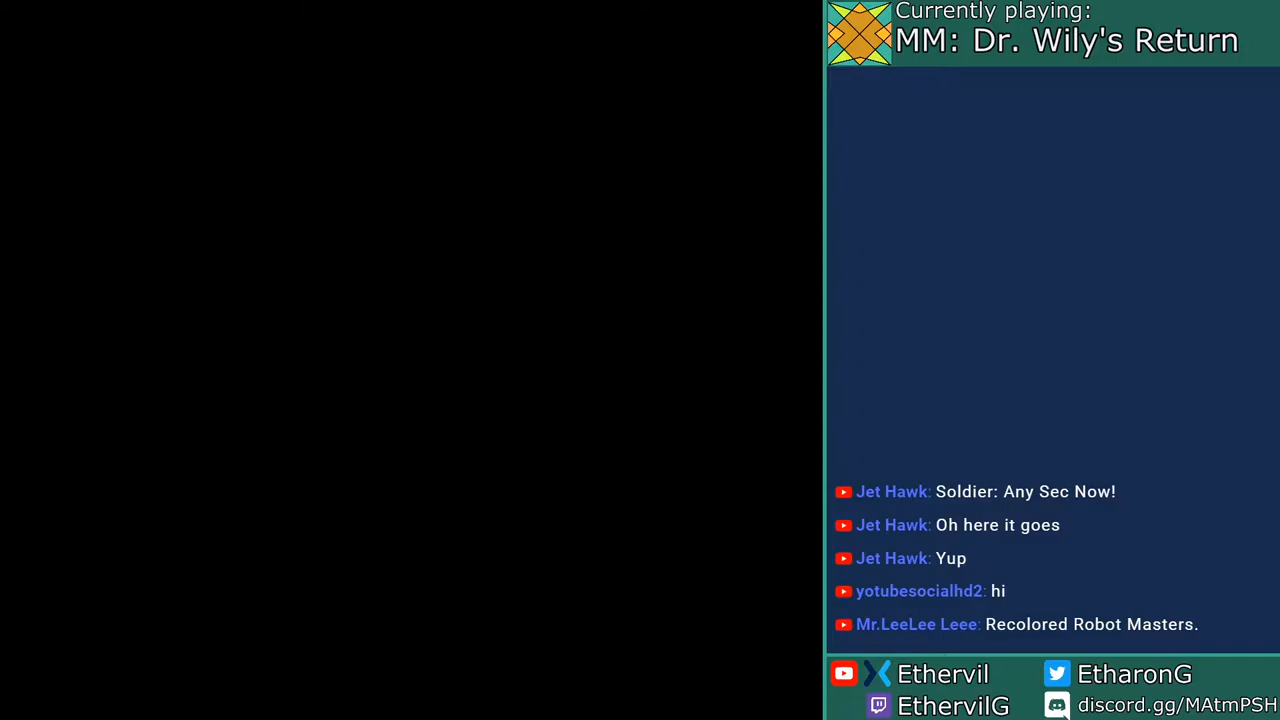 Currently playing:
MM: Dr. Wily's Return
Jet Hawk: Soldier: Any Sec Now!
Jet Hawk: Oh here it goes
Jet Hawk: Yup
yotubesocialhd2: hi
Mr.LeeLee Leee: Recolored Robot Masters.
Ethervil EtharonG
EthervilG discord.gg/MAtmPSH